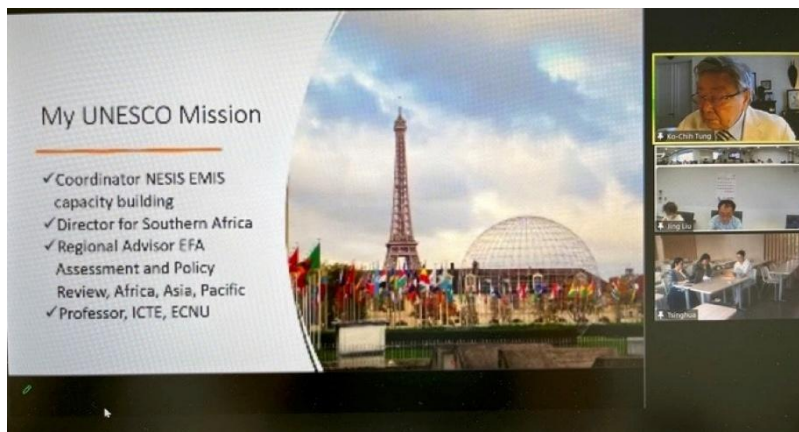 My UNESCO Mission
✓Coordinator NESIS EMIS
capacity building
✓Director for Southern Africa
✓Regional Advisor EFA
Assessment and Policy
Review, Africa, Asia, Pacific
✓Professor, ICTE, ECNU
Ko-Chih Tung
Jing Liu
Tsinghua